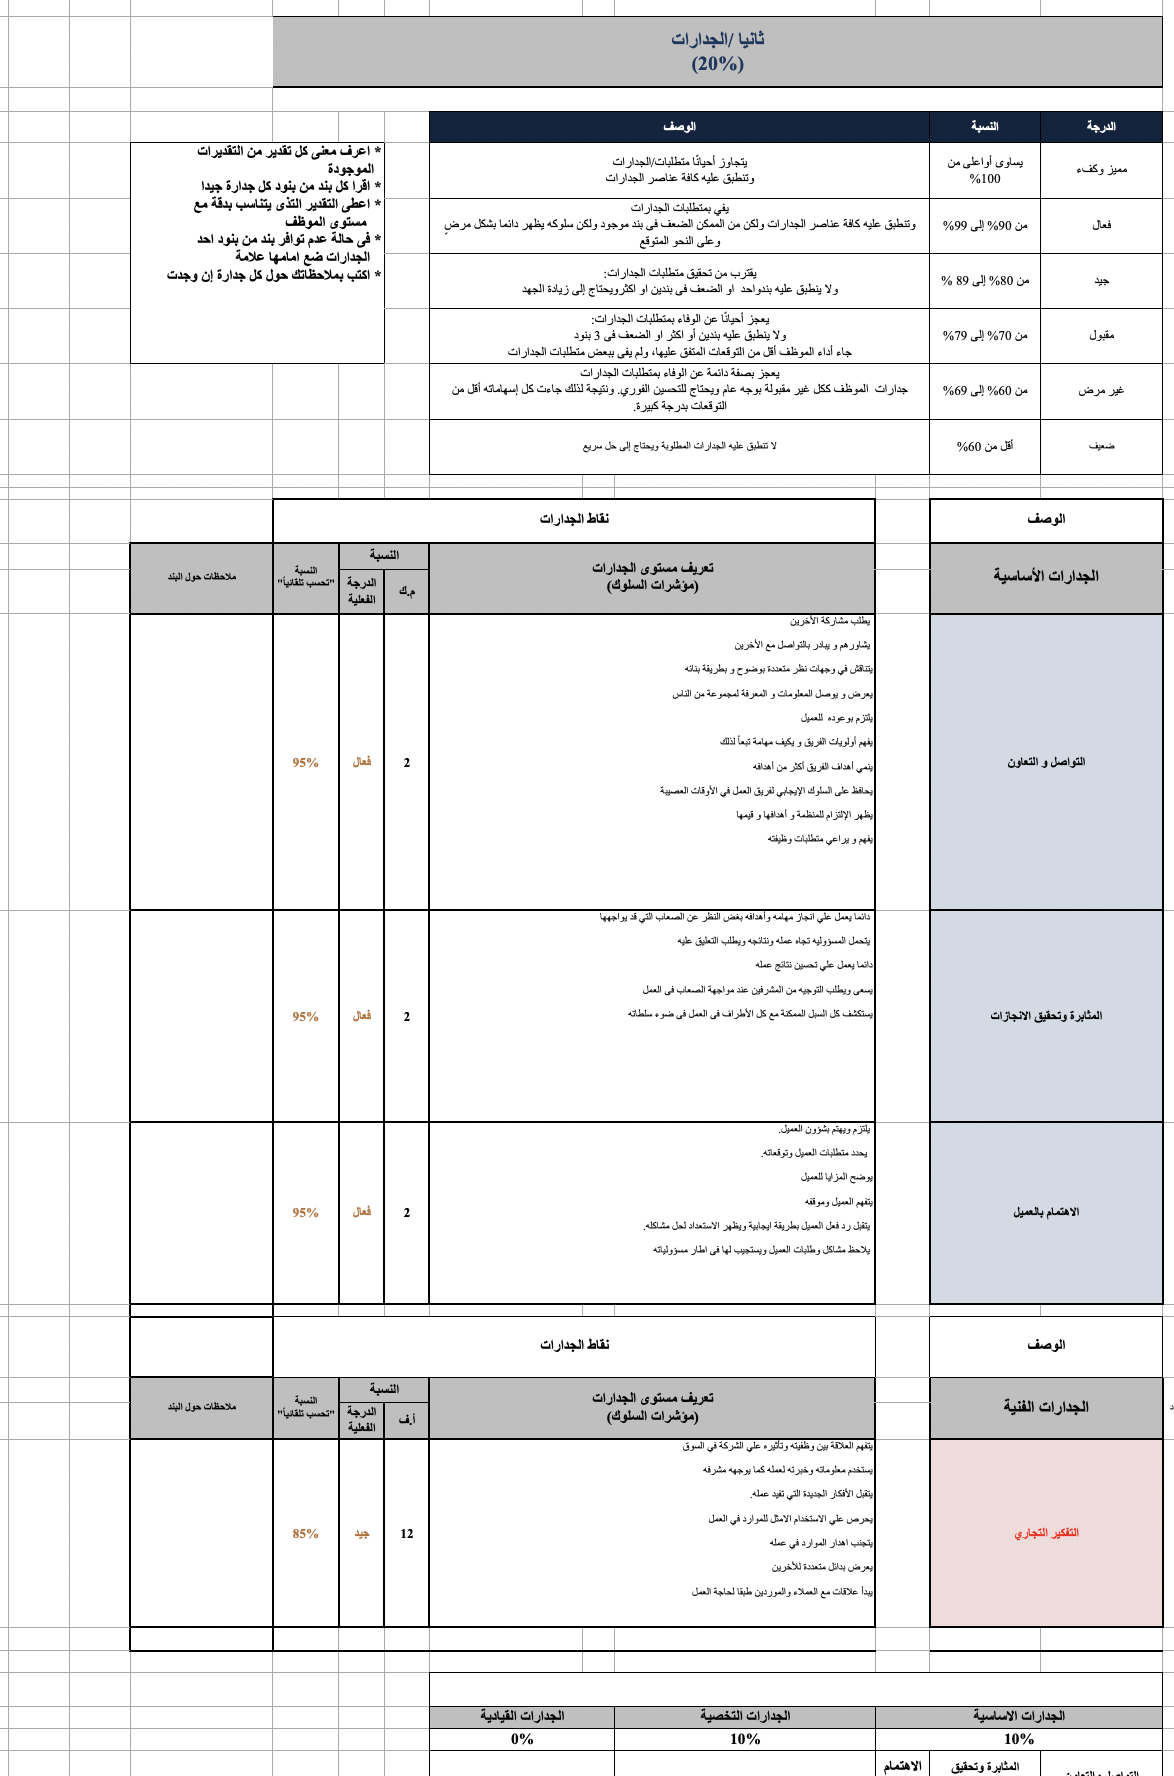 ثانيا /الجدارات
(20%)
الدرجة
النسبة
الوصف
مميز وكفء
يساوى أواعلى من
100%
يتجاوز أحيانًا متطلبات/الجدارات
وتنطبق عليه كافة عناصر الجدارات
فعال
من 90% إلى 99%
يفي بمتطلبات الجدارات
وتنطبق عليه كافة عناصر الجدارات ولكن من الممكن الضعف فى بند موجود ولكن سلوكه يظهر دائما بشكل مرضٍ
وعلى النحو المتوقع
جيد
من 80% إلى 89 %
يقترب من تحقيق متطلبات الجدارات:
ولا ينطبق عليه بندواحد او الضعف فى بندين او اكثرويحتاج إلى زيادة الجهد
مقبول
من 70% إلى 79%
يعجز أحيانًا عن الوفاء بمتطلبات الجدارات:
ولا ينطبق عليه بندين أو اكثر او الضعف فى 3 بنود
جاء أداء الموظف أقل من التوقعات المتفق عليها، ولم يفى ببعض متطلبات الجدارات
غير مرض
من 60% إلى 69%
يعجز بصفة دائمة عن الوفاء بمتطلبات الجدارات
جدارات الموظف ككل غير مقبولة بوجه عام ويحتاج للتحسين الفوري. ونتيجة لذلك جاءت كل إسهاماته أقل من
التوقعات بدرجة كبيرة.
ضعيف
أقل من 60%
لا تنطبق عليه الجدارات المطلوبة ويحتاج إلى حل سريع
* اعرف معنى كل تقدير من التقديرات
الموجودة
* اقرا كل بند من بنود كل جدارة جيدا
* اعطى التقدير التذى يتناسب بدقة مع
مستوى الموظف
* فى حالة عدم توافر بند من بنود احد
الجدارات ضع امامها علامة
* اكتب بملاحظاتك حول كل جدارة إن وجدت
الوصف
نقاط الجدارات
الجدارات الأساسية
تعريف مستوى الجدارات
(مؤشرات السلوك)
النسبة
م.ك
الدرجة
الفعلية
النسبة
"تحسب تلقائياً"
ملاحظات حول البند
التواصل و التعاون
يطلب مشاركة الأخرين
يشاورهم و يبادر بالتواصل مع الأخرين
يتناقش في وجهات نظر متعددة بوضوح و بطريقة بنائه
يعرض و يوصل المعلومات و المعرفة لمجموعة من الناس
يلتزم بوعوده للعميل
يفهم أولويات الفريق و يكيف مهامة تبعاً لذلك
ينمي أهداف الفريق أكثر من أهدافه
يحافظ على السلوك الإيجابي لفريق العمل في الأوقات العصيبة
يظهر الإلتزام للمنظمة و أهدافها و قيمها
يفهم و يراعي متطلبات وظيفته
2
فعال
95%
المثابرة وتحقيق الانجازات
دائما يعمل علي انجاز مهامه وأهدافه بغض النظر عن الصعاب التي قد يواجهها
يتحمل المسؤوليه تجاه عمله ونتائجه ويطلب التعليق عليه
دائما يعمل علي تحسين نتائج عمله
يسعى ويطلب التوجيه من المشرفين عند مواجهة الصعاب فى العمل
يستكشف كل السبل الممكنة مع كل الأطراف فى العمل فى ضوء سلطاته
2
فعال
95%
الاهتمام بالعميل
يلتزم ويهتم بشؤون العميل.
يحدد متطلبات العميل وتوقعاته.
يوضح المزايا للعميل
يتفهم العميل وموقفه
يتقبل رد فعل العميل بطريقة ايجابية ويظهر الاستعداد لحل مشاكله.
يلاحظ مشاكل وطلبات العميل ويستجيب لها فى اطار مسؤولياته
2
فعال
95%
الوصف
نقاط الجدارات
الجدارات الفنية
تعريف مستوى الجدارات
(مؤشرات السلوك)
النسبة
أ.ف
الدرجة
الفعلية
النسبة
"تحسب تلقائياً"
ملاحظات حول البند
التفكير التجاري
يتفهم العلاقة بين وظيفته وتأثيره علي الشركة في السوق
يستخدم معلوماته وخبرته لعمله كما يوجهه مشرفه
يتقبل الأفكار الجديدة التي تفيد عمله.
يحرص علي الاستخدام الامثل للموارد في العمل
يتجنب اهدار الموارد في عمله
يعرض بدائل متعددة للأخرين
يبدأ علاقات مع العملاء والموردين طبقا لحاجة العمل
12
جيد
85%
الجدارات الاساسية
الجدارات التخصية
الجدارات القيادية
10%
10%
0%
المثابرة وتحقيق
الاهتمام